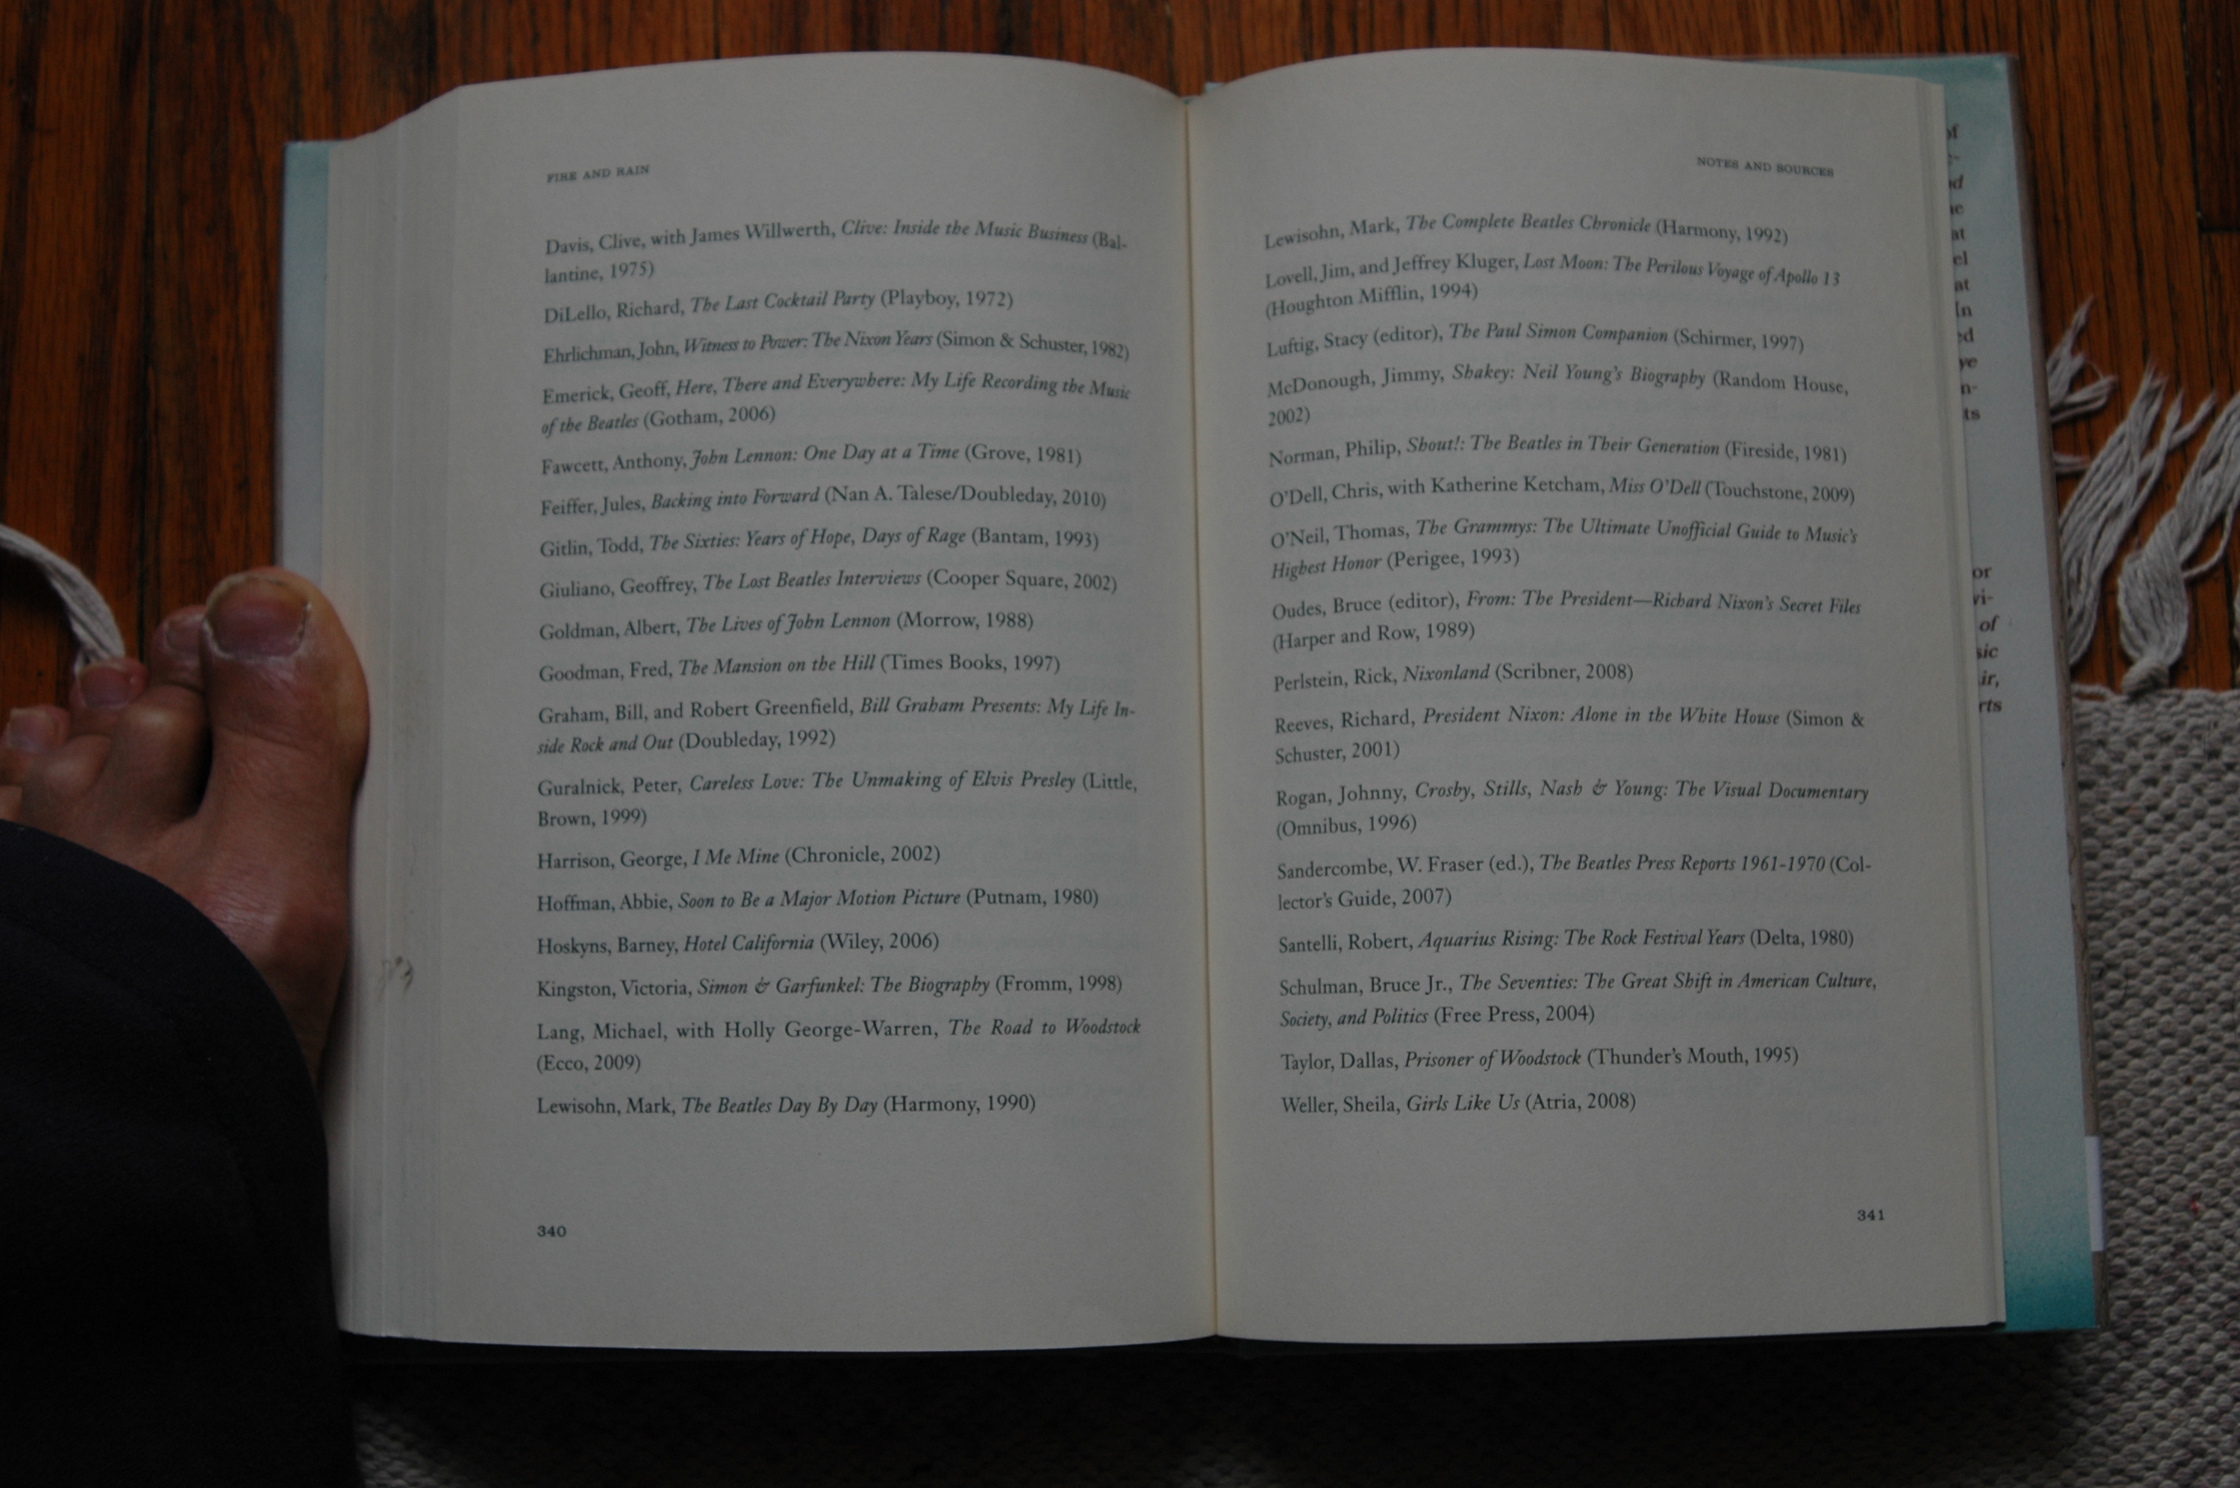 FIRE AND RAIN
Davis, Clive, with James Willwerth, Clive: Inside the Music Business (Bal-
lantine, 1975)
DiLello, Richard, The Last Cocktail Party (Playboy, 1972)
Ehrlichman, John, Witness to Power: The Nixon Years (Simon & Schuster, 1982)
Emerick, Geoff, Here, There and Everywhere: My Life Recording the Music
of the Beatles (Gotham, 2006)
Fawcett, Anthony, John Lennon: One Day at a Time (Grove, 1981)
Feiffer, Jules, Backing into Forward (Nan A. Talese/Doubleday, 2010)
Gitlin, Todd, The Sixties: Years of Hope, Days of Rage (Bantam, 1993)
Giuliano, Geoffrey, The Lost Beatles Interviews (Cooper Square, 2002)
Goldman, Albert, The Lives of John Lennon (Morrow, 1988)
Goodman, Fred, The Mansion on the Hill (Times Books, 1997)
Graham, Bill, and Robert Greenfield, Bill Graham Presents: My Life In-
side Rock and Out (Doubleday, 1992)
Guralnick, Peter, Careless Love: The Unmaking of Elvis Presley (Little,
Brown, 1999)
Harrison, George, I Me Mine (Chronicle, 2002)
Hoffman, Abbie, Soon to Be a Major Motion Picture (Putnam, 1980)
Hoskyns, Barney, Hotel California (Wiley, 2006)
Kingston, Victoria, Simon & Garfunkel: The Biography (Fromm, 1998)
Lang, Michael, with Holly George-Warren, The Road to Woodstock
(Ecco, 2009)
Lewisohn, Mark, The Beatles Day By Day (Harmony, 1990)
340
NOTES AND SOURCES
Lewisohn, Mark, The Complete Beatles Chronicle (Harmony, 1992)
Lovell, Jim, and Jeffrey Kluger, Lost Moon: The Perilous Voyage of Apollo 13
(Houghton Mifflin, 1994)
Luftig, Stacy (editor), The Paul Simon Companion (Schirmer, 1997)
McDonough, Jimmy, Shakey: Neil Young's Biography (Random House,
2002)
Norman, Philip, Shout!: The Beatles in Their Generation (Fireside, 1981)
O'Dell, Chris, with Katherine Ketcham, Miss O'Dell (Touchstone, 2009)
O'Neil, Thomas, The Grammys: The Ultimate Unofficial Guide to Music's
Highest Honor (Perigee, 1993)
Oudes, Bruce (editor), From: The President—Richard Nixon's Secret Files
(Harper and Row, 1989)
Perlstein, Rick, Nixonland (Scribner, 2008)
Reeves, Richard, President Nixon: Alone in the White House (Simon &
Schuster, 2001)
Rogan, Johnny, Crosby, Stills, Nash & Young: The Visual Documentary
(Omnibus, 1996)
Sandercombe, W. Fraser (ed.), The Beatles Press Reports 1961-1970 (Col-
lector's Guide, 2007)
Santelli, Robert, Aquarius Rising: The Rock Festival Years (Delta, 1980)
Schulman, Bruce Jr., The Seventies: The Great Shift in American Culture,
Society, and Politics (Free Press, 2004)
Taylor, Dallas, Prisoner of Woodstock (Thunder's Mouth, 1995)
Weller, Sheila, Girls Like Us (Atria, 2008)
341